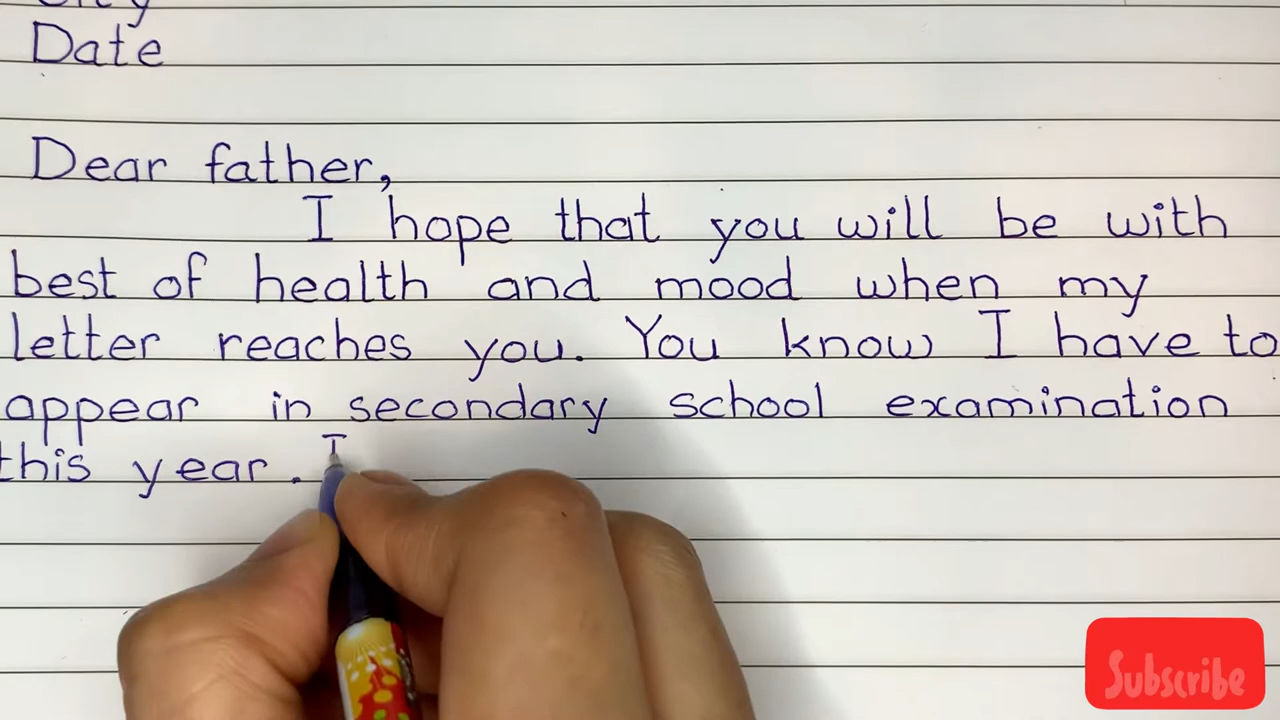 City
Date
Dear father,
I hope that you will be with
best of health and mood when my
letter reaches you. You know I have to
appear in secondary school examination
this year. I
Subscribe